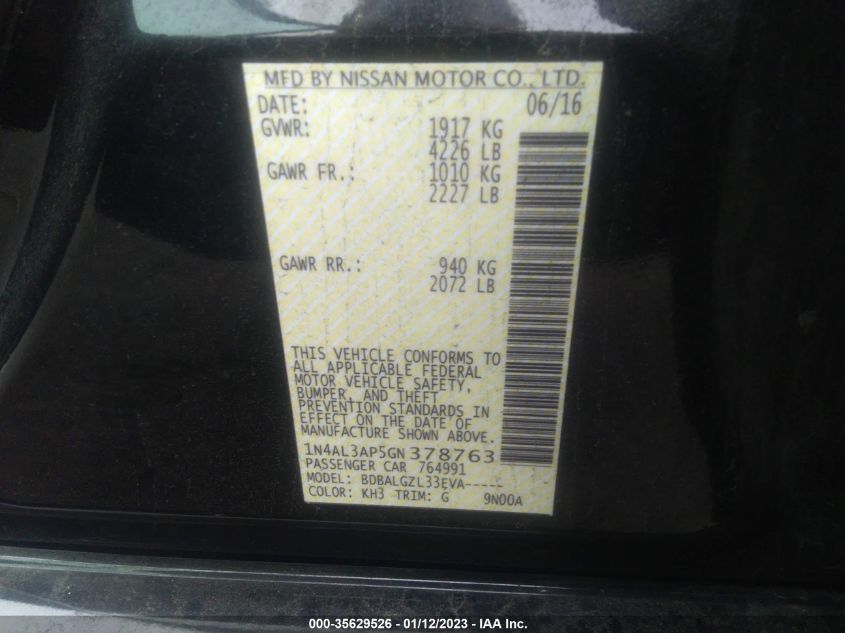 MFD BY NISSAN MOTOR CO., LTD.
DATE: 06/16
GVWR: 1917 KG
4226 LB
GAWR FR.: 1010 KG
2227 LB
GAWR RR.: 940 KG
2072 LB
THIS VEHICLE CONFORMS TO
ALL APPLICABLE FEDERAL
MOTOR VEHICLE SAFETY,
BUMPER, AND THEFT
PREVENTION STANDARDS IN
EFFECT ON THE DATE OF
MANUFACTURE SHOWN ABOVE.
1N4AL3AP5GN378763
PASSENGER CAR 764991
MODEL: BDBALGZL33EVA-----
COLOR: KH3 TRIM: G 9N00A
000-35629526 - 01/12/2023 - IAA Inc.